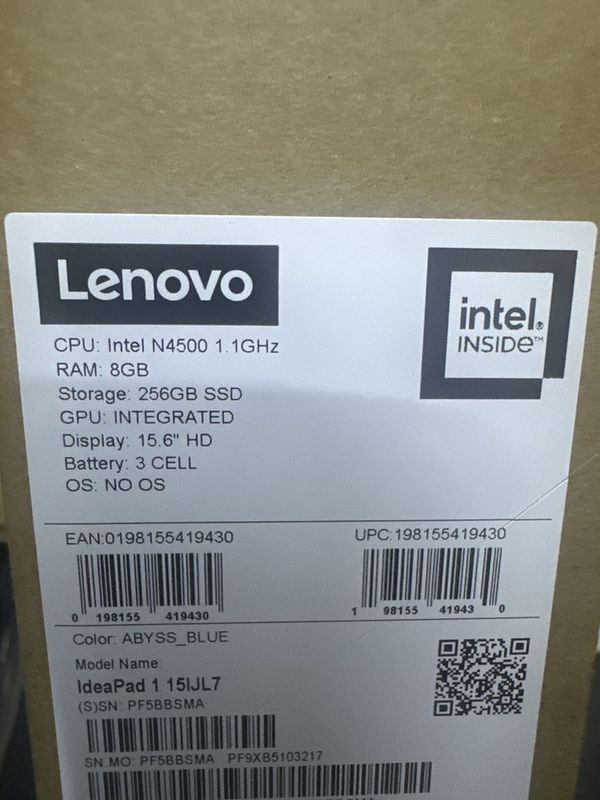 Lenovo
intel.
INSIDE™
CPU: Intel N4500 1.1GHz
RAM: 8GB
Storage: 256GB SSD
GPU: INTEGRATED
Display: 15.6" HD
Battery: 3 CELL
OS: NO OS
EAN:0198155419430
UPC:198155419430
0 198155 419430
1 98155 41943 0
Color: ABYSS_BLUE
Model Name:
IdeaPad 1 15IJL7
(S)SN: PF5BBSMA
SN.MO: PF5BBSMA PF9XB5103217